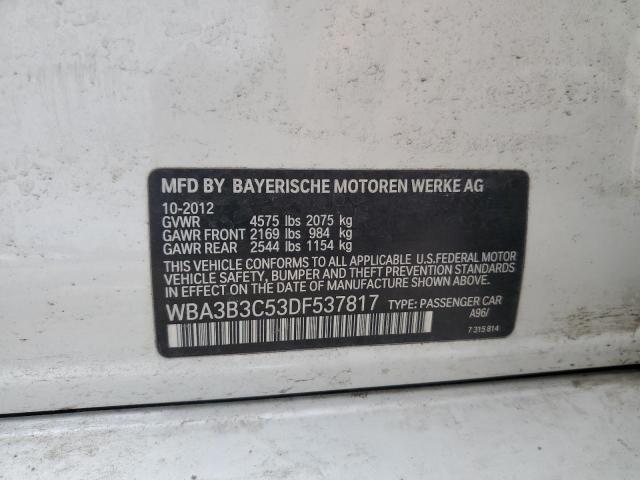 MFD BY BAYERISCHE MOTOREN WERKE AG
10-2012
GVWR 4575 lbs 2075 kg
GAWR FRONT 2169 lbs 984 kg
GAWR REAR 2544 lbs 1154 kg
THIS VEHICLE CONFORMS TO ALL APPLICABLE U.S.FEDERAL MOTOR
VEHICLE SAFETY, BUMPER AND THEFT PREVENTION STANDARDS
IN EFFECT ON THE DATE OF MANUFACTURE SHOWN ABOVE.
WBA3B3C53DF537817 TYPE: PASSENGER CAR
A96/
7 315 814